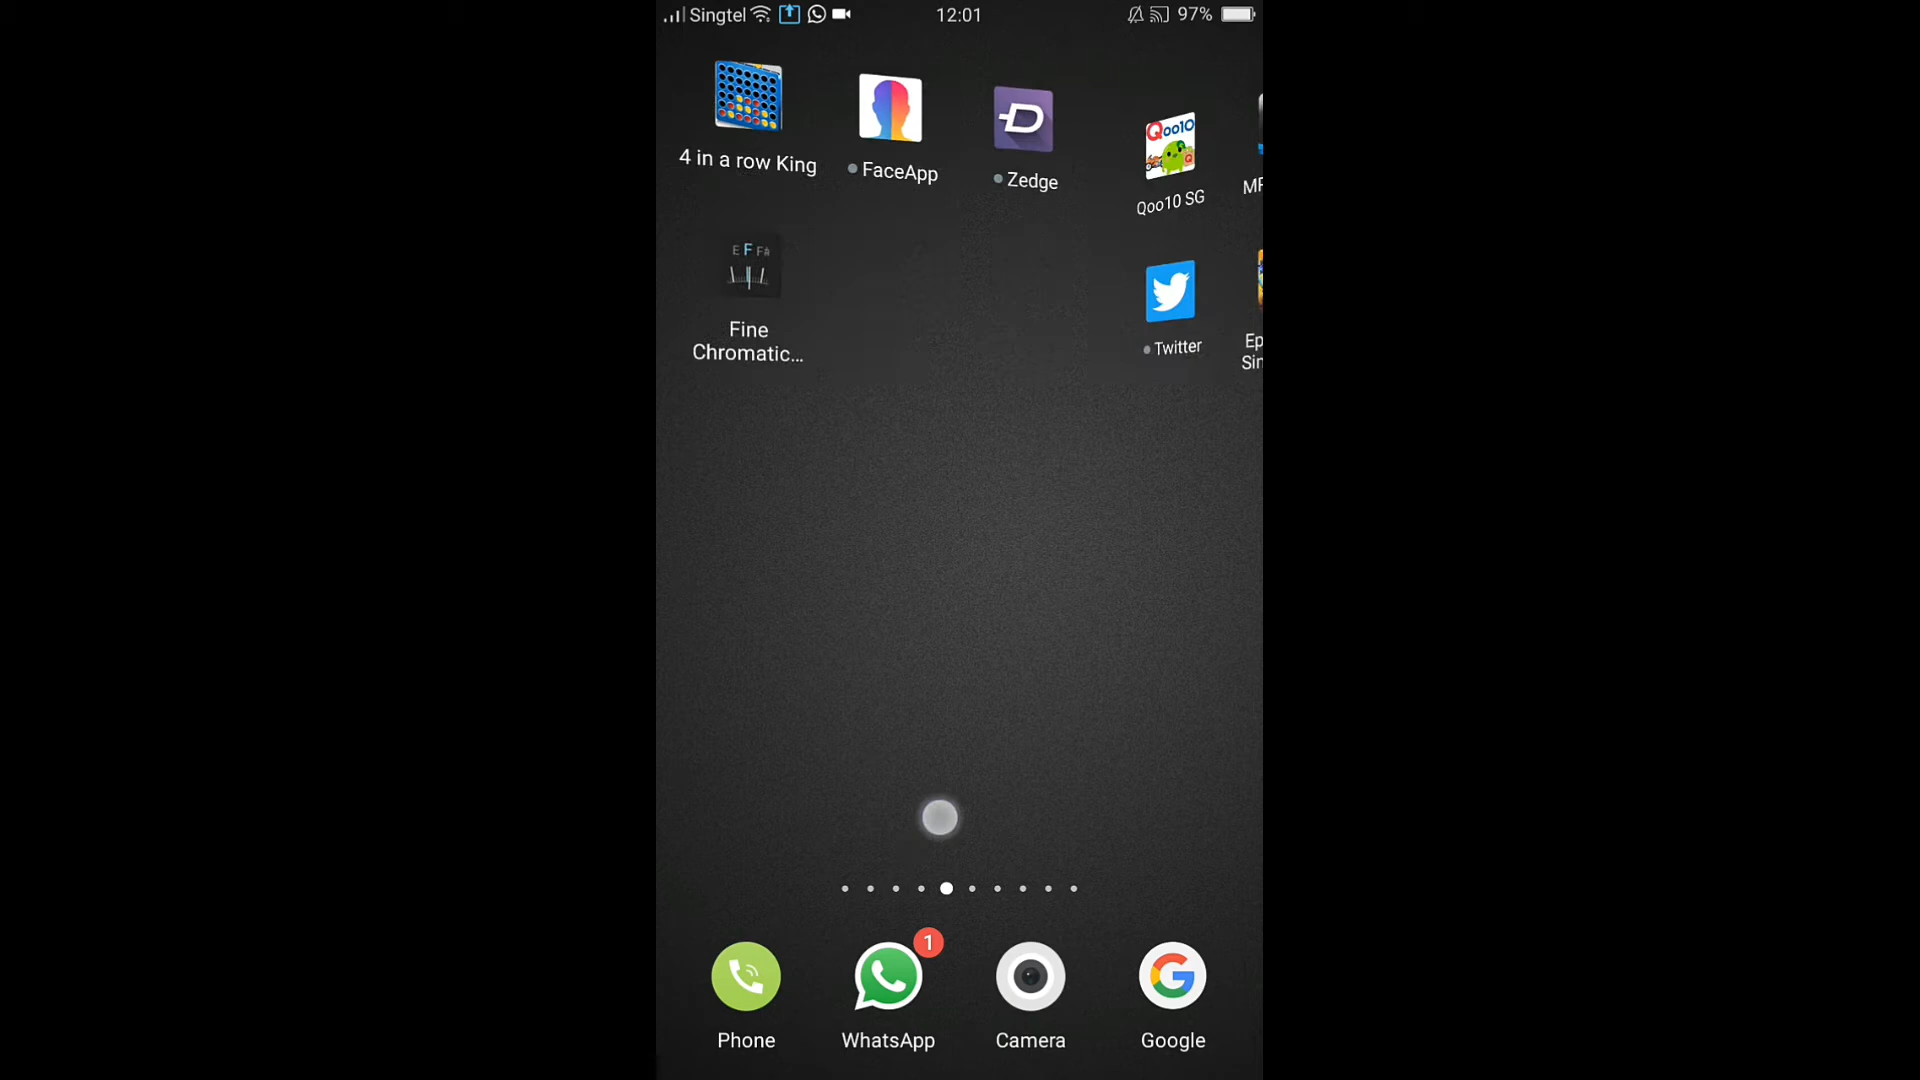 Singtel
12:01
97%
4 in a row King
FaceApp
Zedge
Qoo10
Qoo10 SG
E F F#
Fine
Chromatic...
Twitter
1
Phone
WhatsApp
Camera
Google